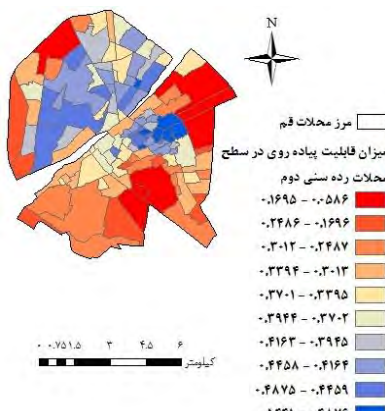 N
مرز محلات قم
میزان قابلیت پیاده روی در سطح
محلات رده سنی دوم
۰.۱۶۹۵ - ۰.۰۵۸۶
۰.۲۴۸۶ - ۰.۱۶۹۶
۰.۳۰۱۲ - ۰.۲۴۸۷
۰.۳۳۹۴ - ۰.۳۰۱۳
۰.۳۷۰۱ - ۰.۳۳۹۵
۰.۳۹۴۴ - ۰.۳۷۰۲
۰.۴۱۶۳ - ۰.۳۹۴۵
۰.۴۴۵۸ - ۰.۴۱۶۴
۰.۴۸۷۵ - ۰.۴۴۵۹
۰ ۰.۷۵ ۱.۵ ۳ ۴.۵ ۶
کیلومتر